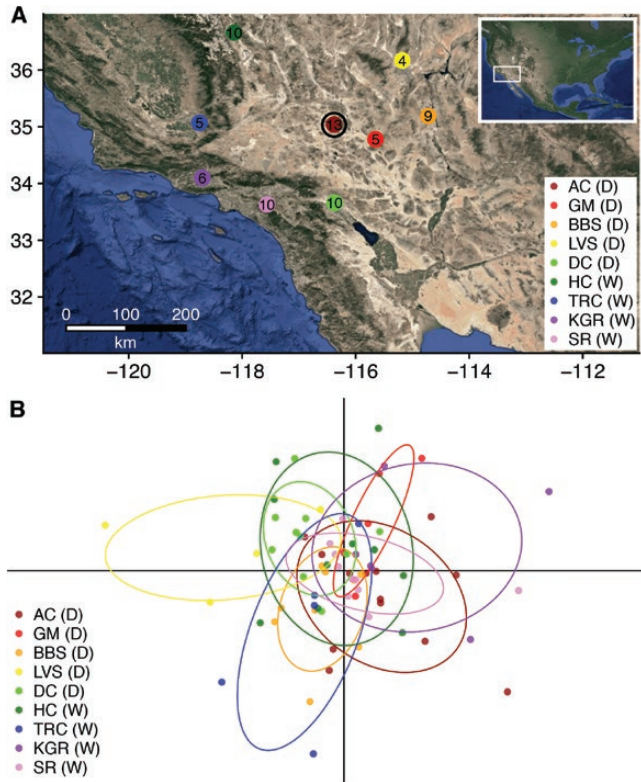 A
36
35
34
33
32
10
4
5
13
9
5
6
10
10
0 100 200
km
AC (D)
GM (D)
BBS (D)
LVS (D)
DC (D)
HC (W)
TRC (W)
KGR (W)
SR (W)
−120 −118 −116 −114 −112
B
AC (D)
GM (D)
BBS (D)
LVS (D)
DC (D)
HC (W)
TRC (W)
KGR (W)
SR (W)